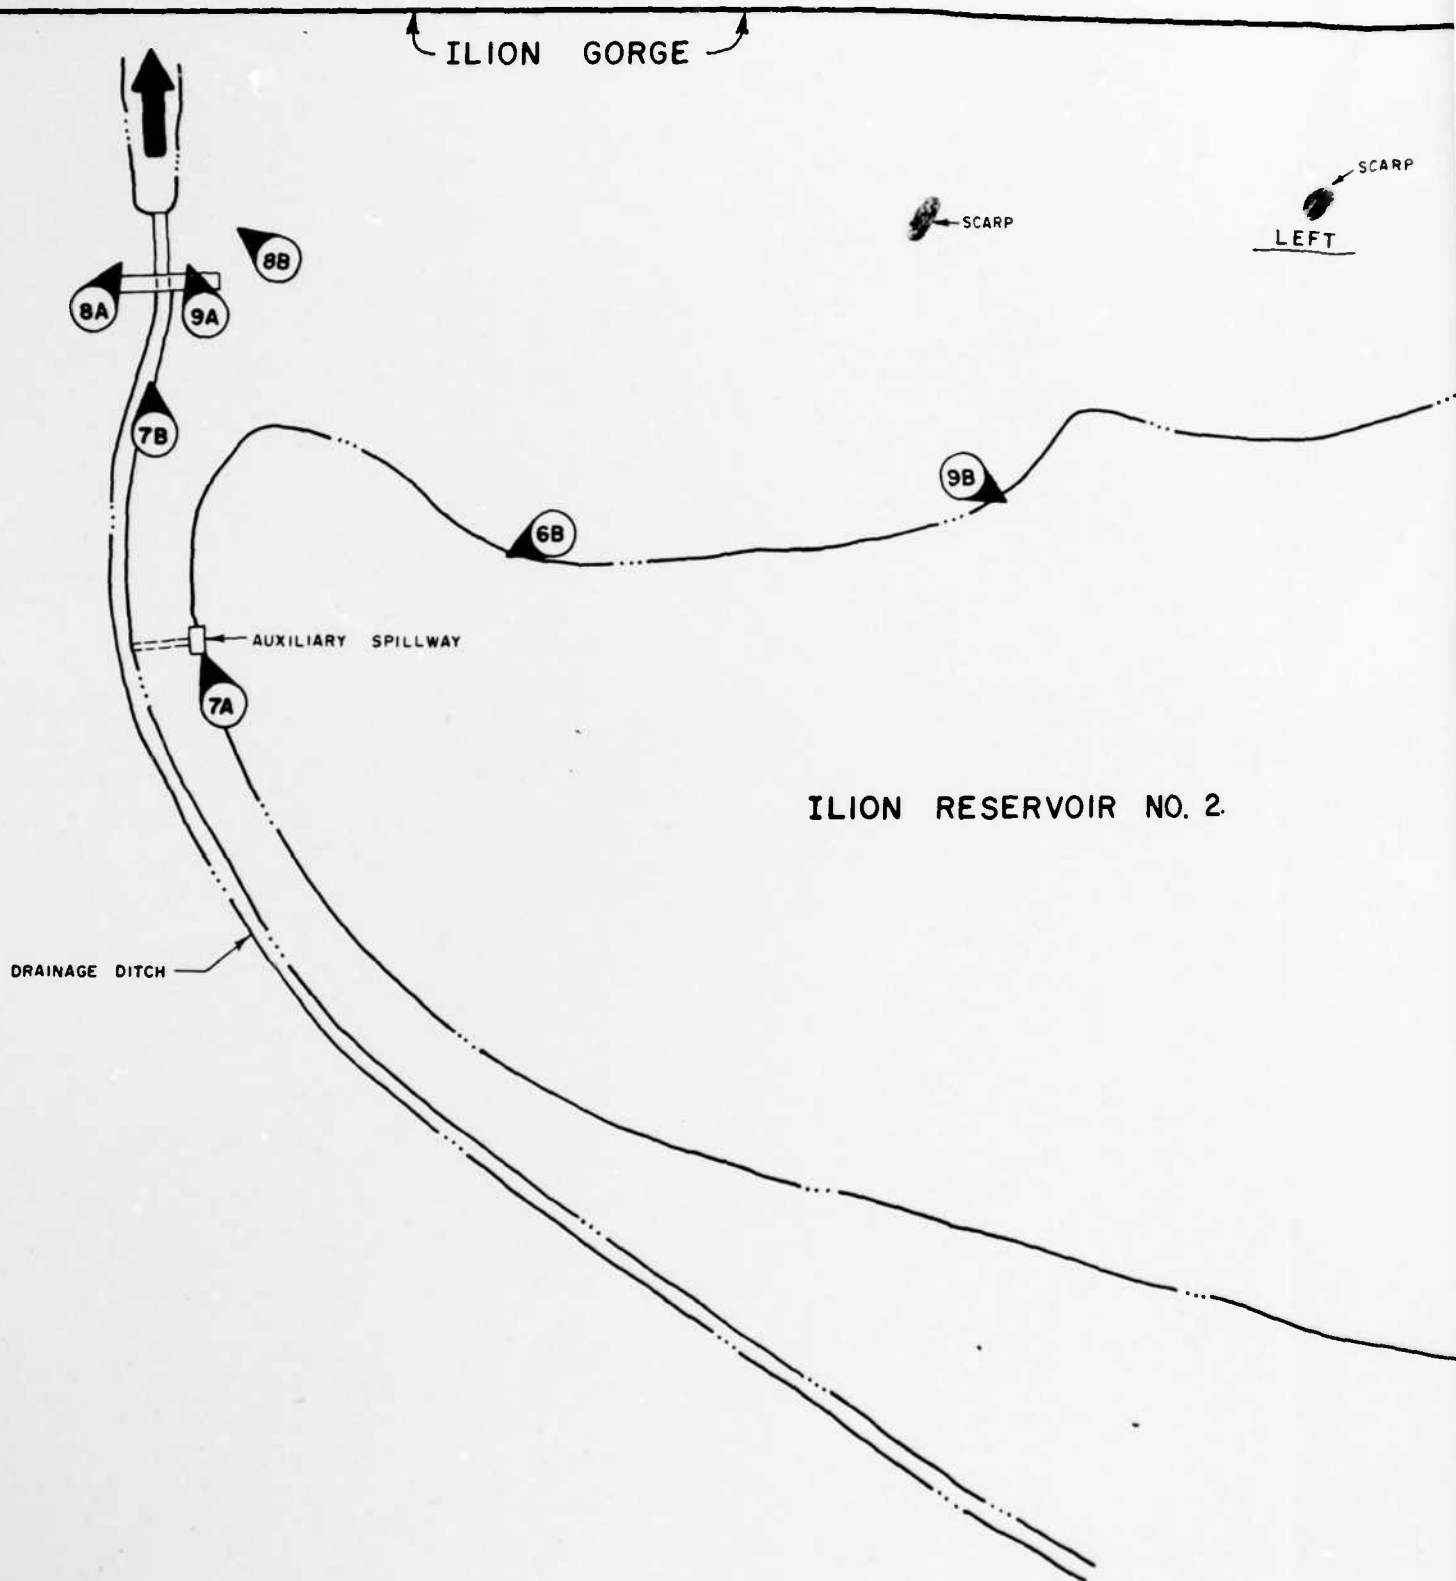 ILION GORGE
SCARP
SCARP
LEFT
8B
8A
9A
7B
9B
6B
AUXILIARY SPILLWAY
7A
ILION RESERVOIR NO. 2.
DRAINAGE DITCH